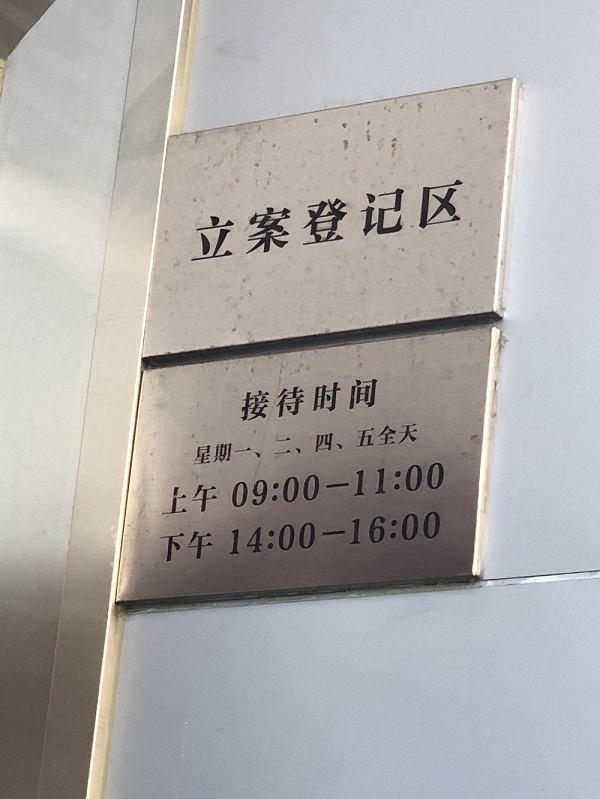 立案登记区
接待时间
星期一、二、四、五全天
上午 09:00-11:00
下午 14:00-16:00